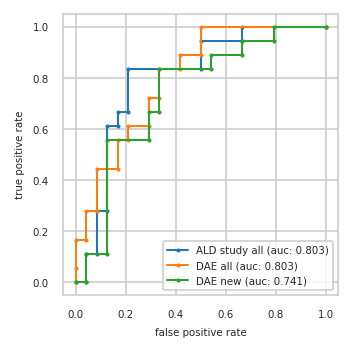 1.0
0.8
0.6
0.4
0.2
0.0
true positive rate
ALD study all (auc: 0.803)
DAE all (auc: 0.803)
DAE new (auc: 0.741)
0.0 0.2 0.4 0.6 0.8 1.0
false positive rate